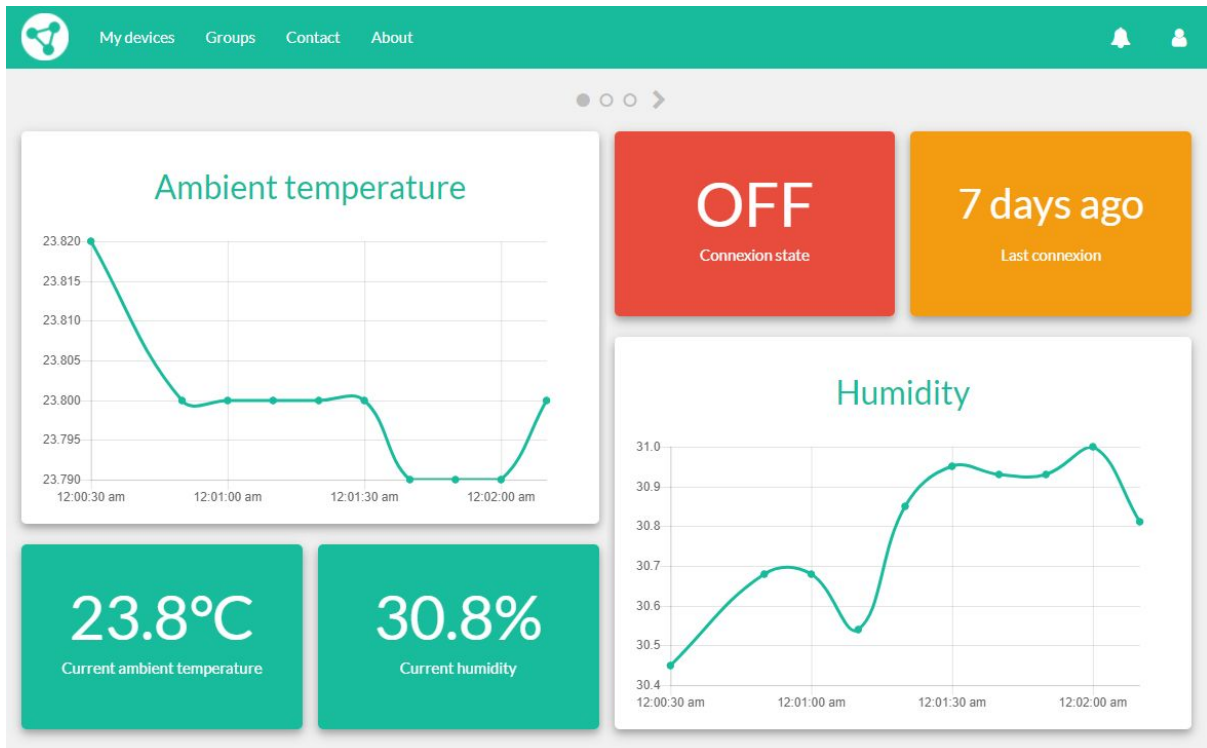 My devices Groups Contact About
Ambient temperature
23.820
23.815
23.810
23.805
23.800
23.795
23.790
12:00:30 am 12:01:00 am 12:01:30 am 12:02:00 am
OFF
Connexion state
7 days ago
Last connexion
Humidity
31.0
30.9
30.8
30.7
30.6
30.5
30.4
12:00:30 am 12:01:00 am 12:01:30 am 12:02:00 am
23.8°C
Current ambient temperature
30.8%
Current humidity